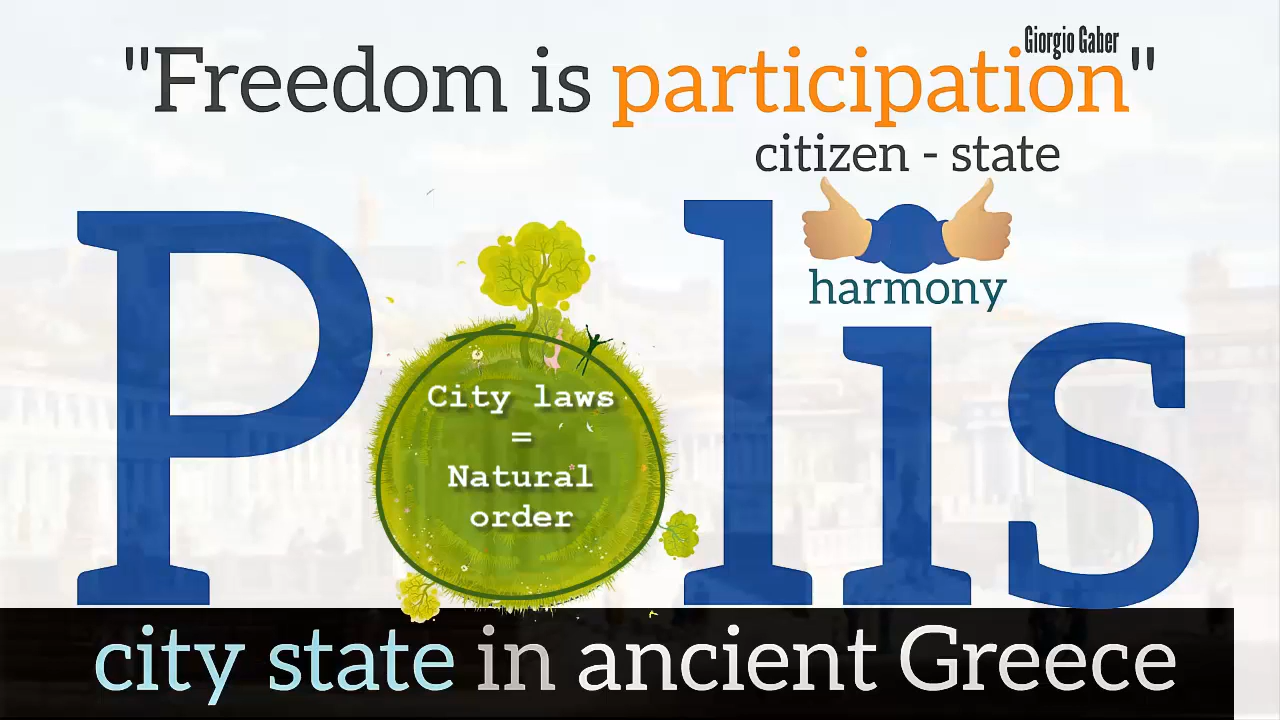 Giorgio Gaber
"Freedom is participation"
citizen - state
harmony
Polis
City laws
=
Natural
order
city state in ancient Greece